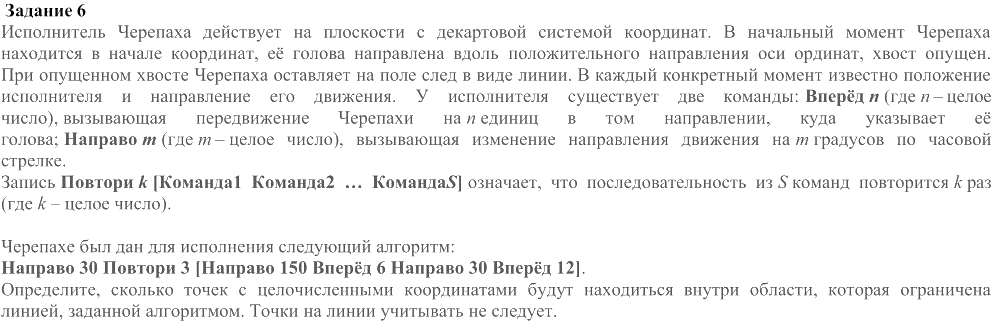 Задание 6
Исполнитель Черепаха действует на плоскости с декартовой системой координат. В начальный момент Черепаха
находится в начале координат, её голова направлена вдоль положительного направления оси ординат, хвост опущен.
При опущенном хвосте Черепаха оставляет на поле след в виде линии. В каждый конкретный момент известно положение
исполнителя и направление его движения. У исполнителя существует две команды: Вперёд n (где n – целое
число), вызывающая передвижение Черепахи на n единиц в том направлении, куда указывает её
голова; Направо m (где m – целое число), вызывающая изменение направления движения на m градусов по часовой
стрелке.
Запись Повтори k [Команда1 Команда2 … КомандаS] означает, что последовательность из S команд повторится k раз
(где k – целое число).
Черепахе был дан для исполнения следующий алгоритм:
Направо 30 Повтори 3 [Направо 150 Вперёд 6 Направо 30 Вперёд 12].
Определите, сколько точек с целочисленными координатами будут находиться внутри области, которая ограничена
линией, заданной алгоритмом. Точки на линии учитывать не следует.